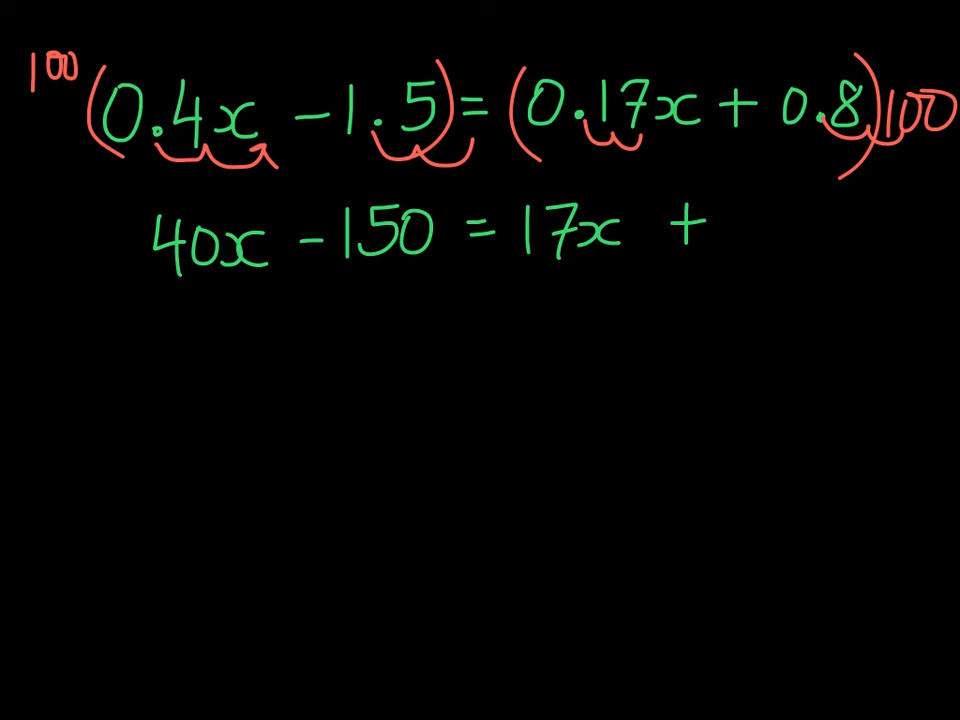 100(0.4x - 1.5) = (0.17x + 0.8)100
40x - 150 = 17x +